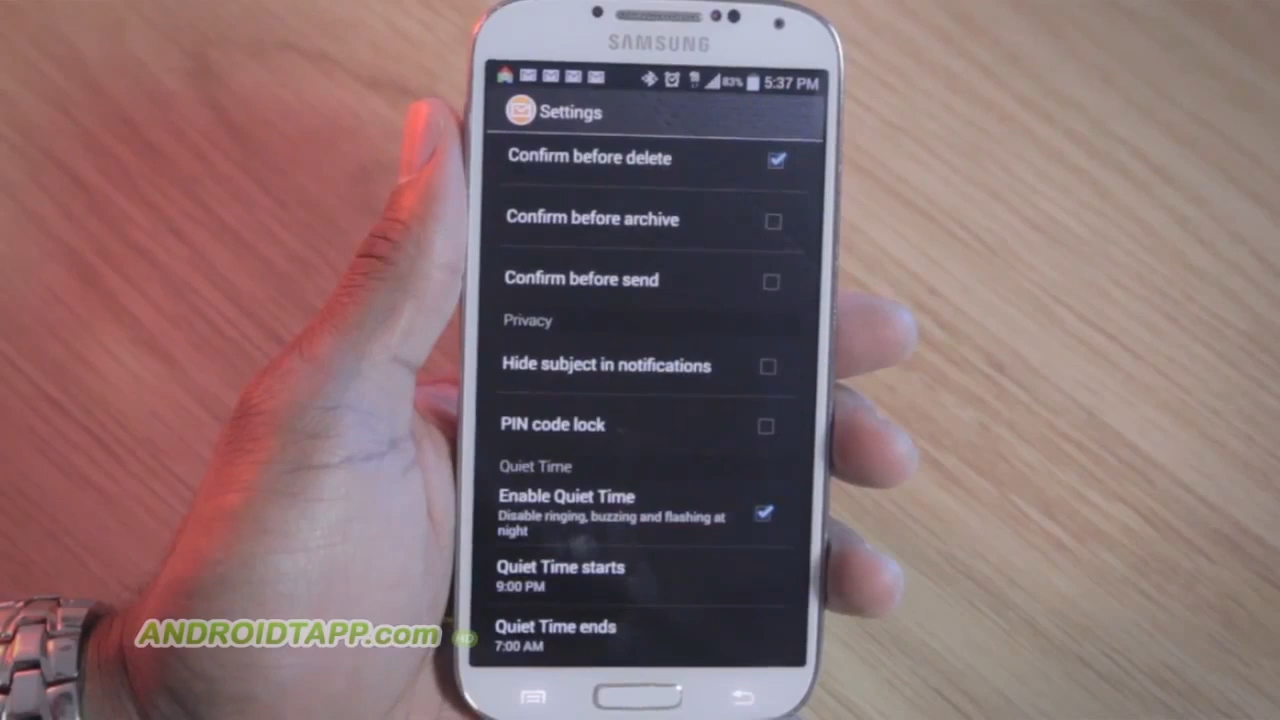 SAMSUNG
83% 5:37 PM
Settings
Confirm before delete
Confirm before archive
Confirm before send
Privacy
Hide subject in notifications
PIN code lock
Quiet Time
Enable Quiet Time
Disable ringing, buzzing and flashing at
night
Quiet Time starts
9:00 PM
Quiet Time ends
7:00 AM
ANDROIDTAPP.com